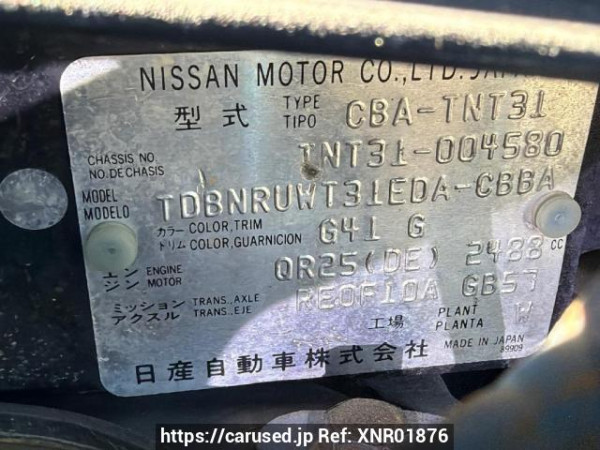 NISSAN MOTOR CO.,LTD.JAPAN
型式 TYPE TIPO CBA-TNT31
CHASSIS NO. NO.DE CHASIS TNT31-004580
MODEL MODELO TDBNRUWT31EDA-CBBA
カラー COLOR,TRIM トリム COLOR,GUARNICION G41 G
エンジン ENGINE MOTOR QR25(DE) 2488 CC
ミッション アクスル TRANS.,AXLE TRANS.,EJE RE0F10A GB57
工場 PLANT PLANTA W
日産自動車株式会社 MADE IN JAPAN
https://carused.jp Ref: XNR01876